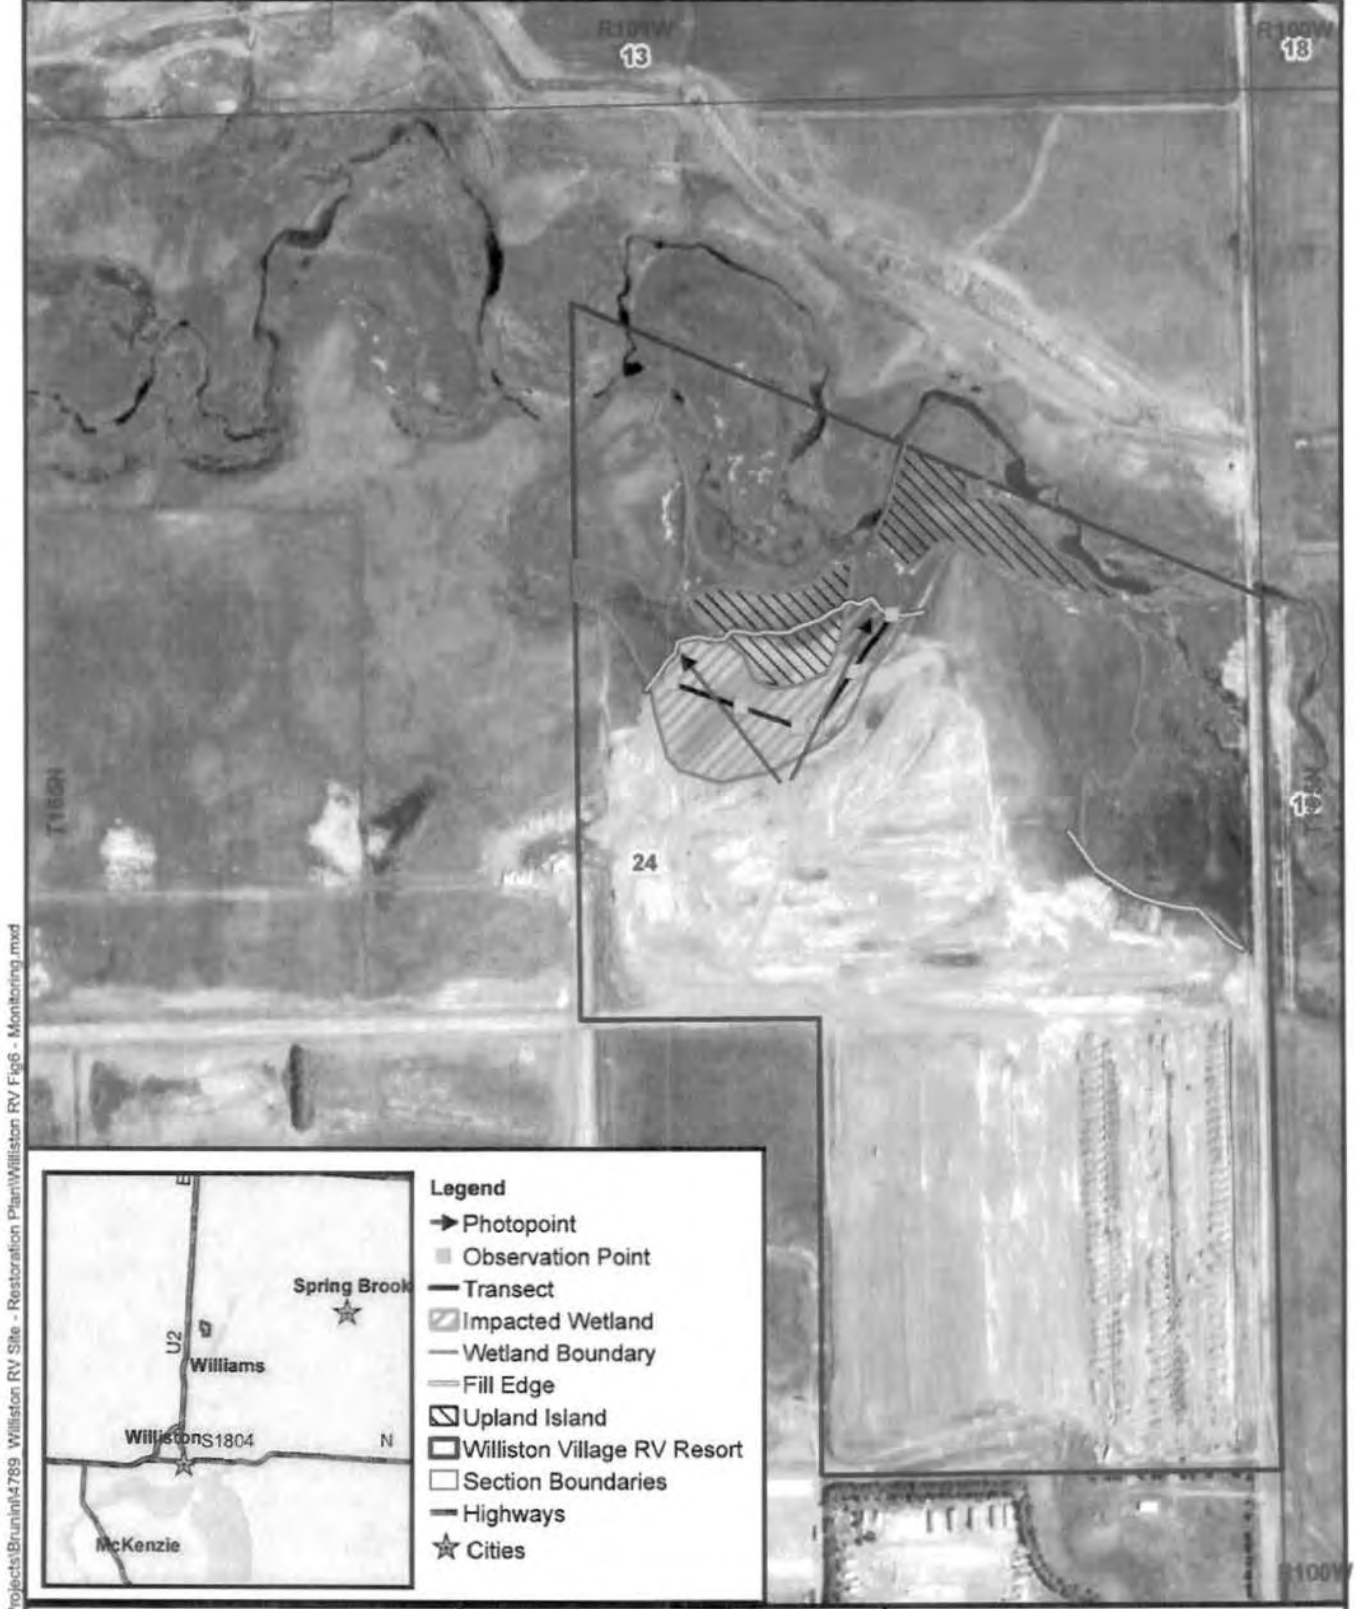 R101W
13
R100W
18
T155N
24
Projects\Brunini\4789 Williston RV Site - Restoration Plan\Williston RV Fig6 - Monitoring.mxd
Legend
Photopoint
Observation Point
Transect
Impacted Wetland
Wetland Boundary
Fill Edge
Upland Island
Williston Village RV Resort
Section Boundaries
Highways
Cities
Spring Brook
U2
Williams
Williston
S1804
N
McKenzie
R100W